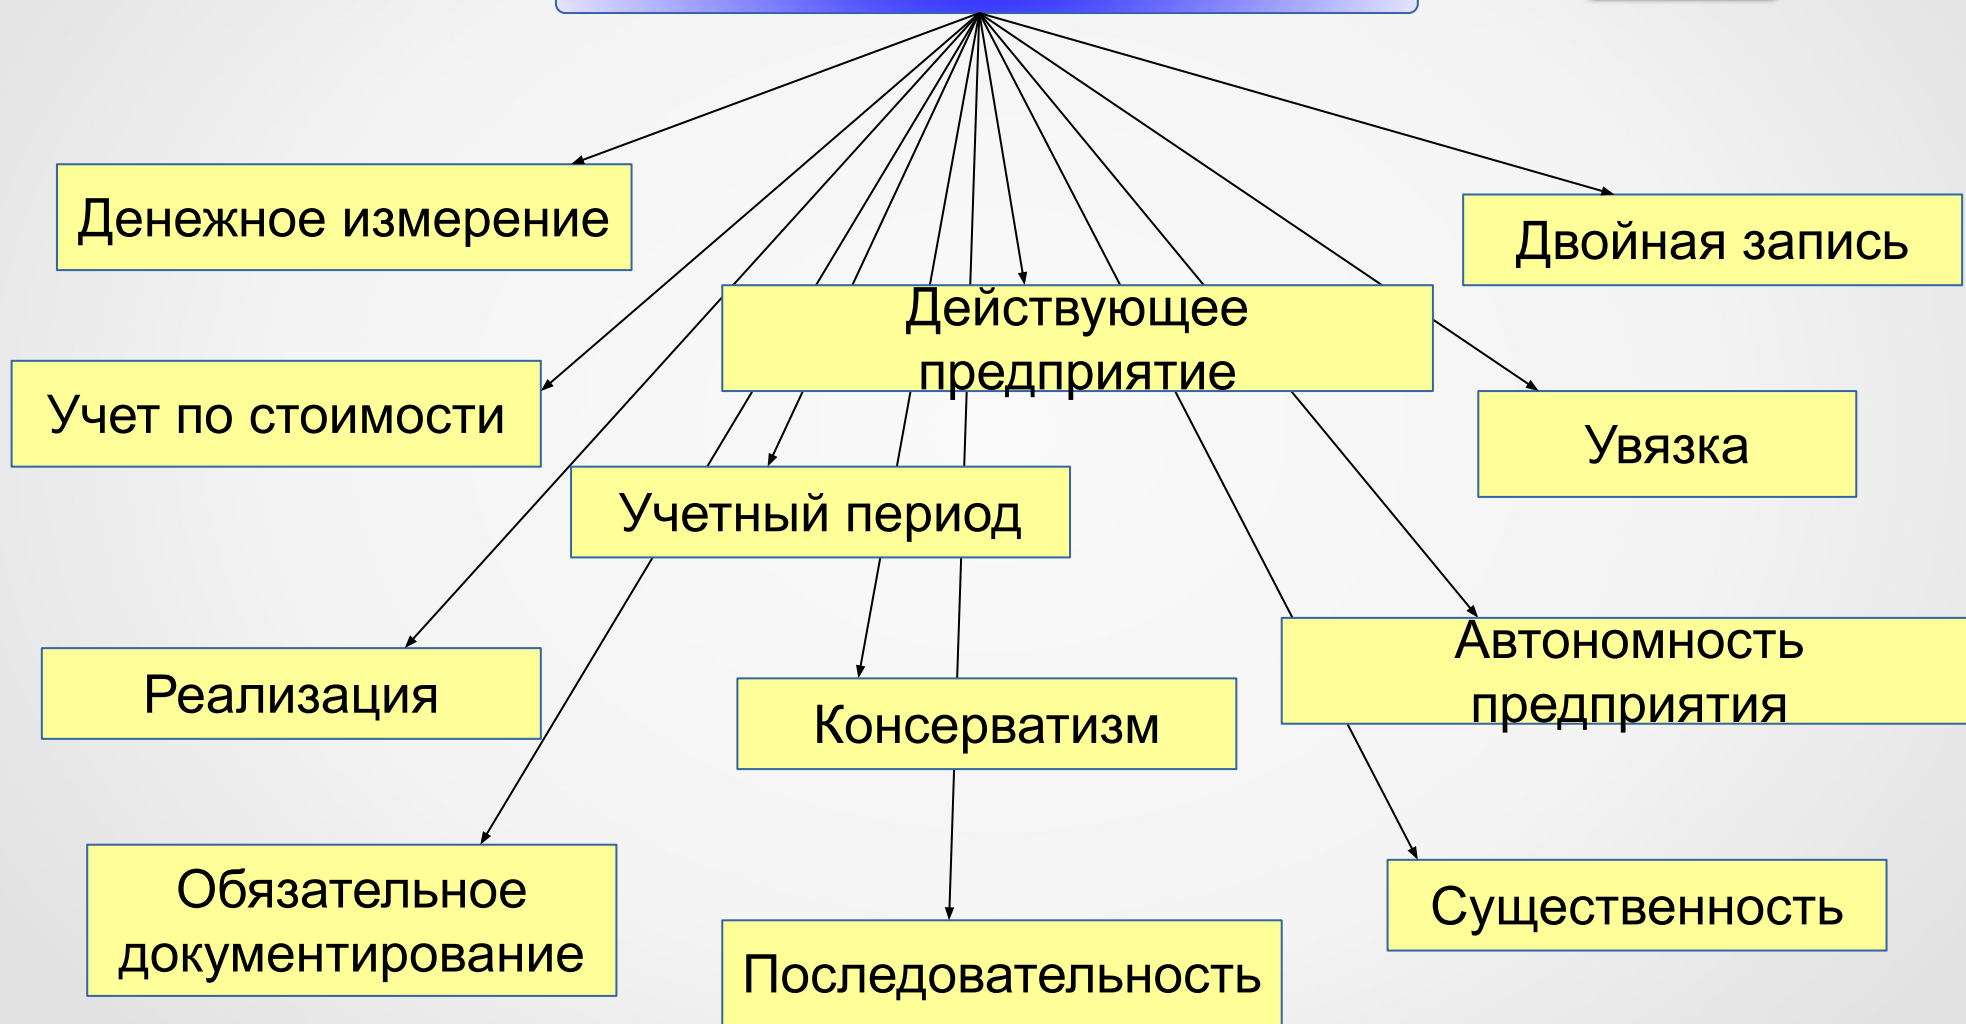 Денежное измерение
Двойная запись
Действующее
предприятие
Учет по стоимости
Увязка
Учетный период
Автономность
предприятия
Реализация
Консерватизм
Обязательное
документирование
Существенность
Последовательность